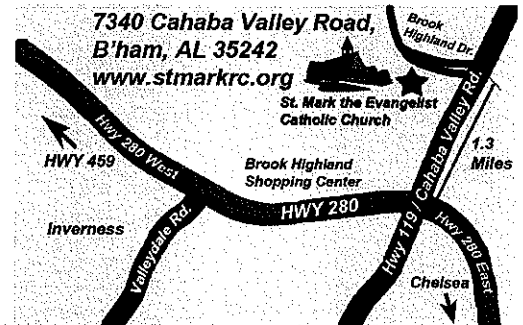 7340 Cahaba Valley Road,
B'ham, AL 35242
www.stmarkrc.org
Brook
Highland Dr.
St. Mark the Evangelist
Catholic Church
Hwy 119 / Cahaba Valley Rd.
1.3
Miles
HWY 459
Hwy 280 West
Brook Highland
Shopping Center
HWY 280
Hwy 280 East
Inverness
Valleydale Rd.
Chelsea